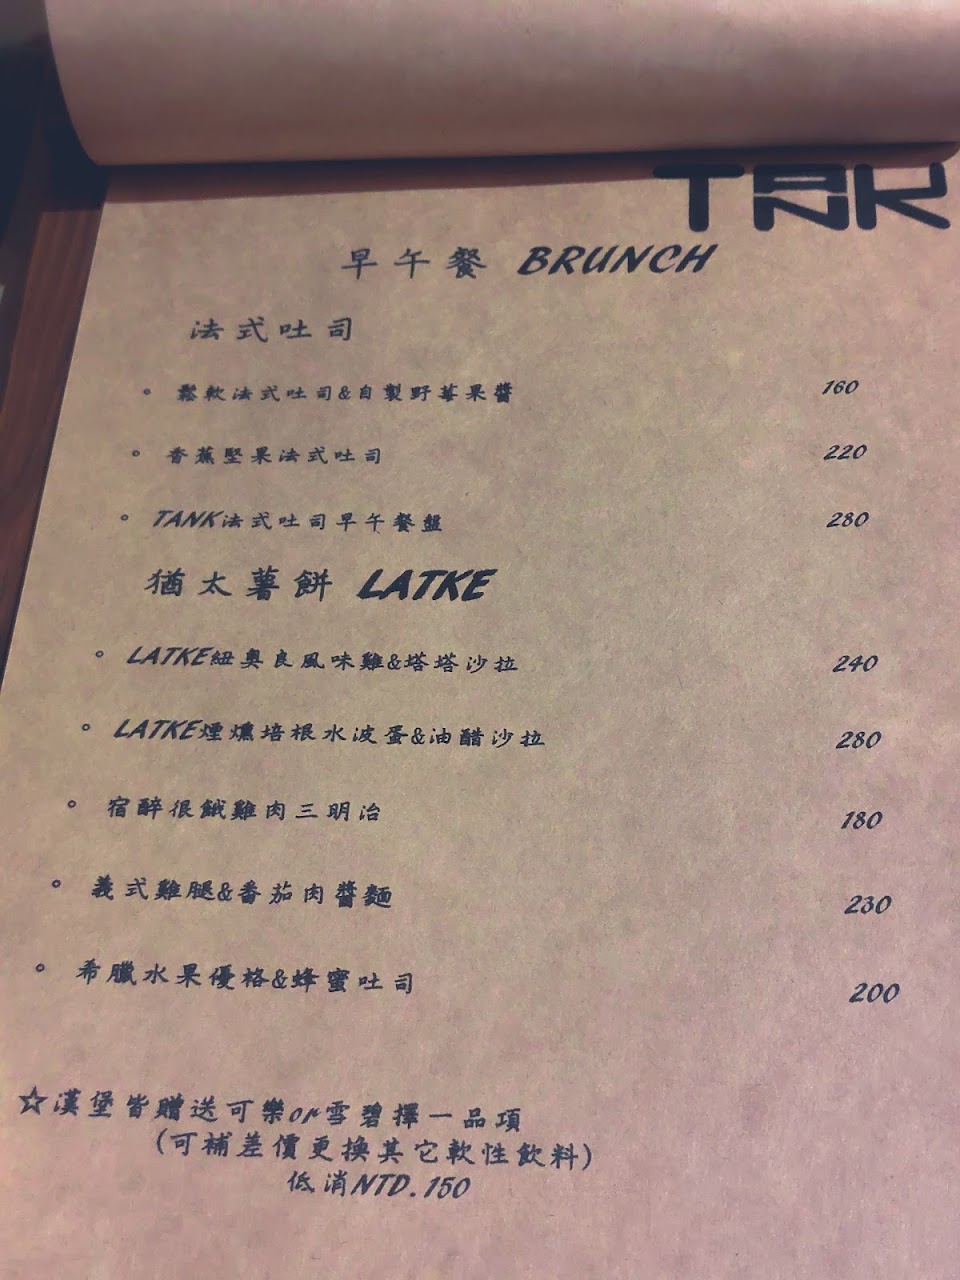 TANK
早午餐 BRUNCH
法式吐司
。 鬆軟法式吐司&自製野莓果醬 160
。 香蕉堅果法式吐司 220
。 TANK法式吐司早午餐盤 280
猶太薯餅 LATKE
。 LATKE紐奧良風味雞&塔塔沙拉 240
。 LATKE煙燻培根水波蛋&油醋沙拉 280
。 宿醉很餓雞肉三明治 180
。 義式雞腿&番茄肉醬麵 230
。 希臘水果優格&蜂蜜吐司 200
☆漢堡皆贈送可樂or雪碧擇一品項
(可補差價更換其它軟性飲料)
低消NTD.150